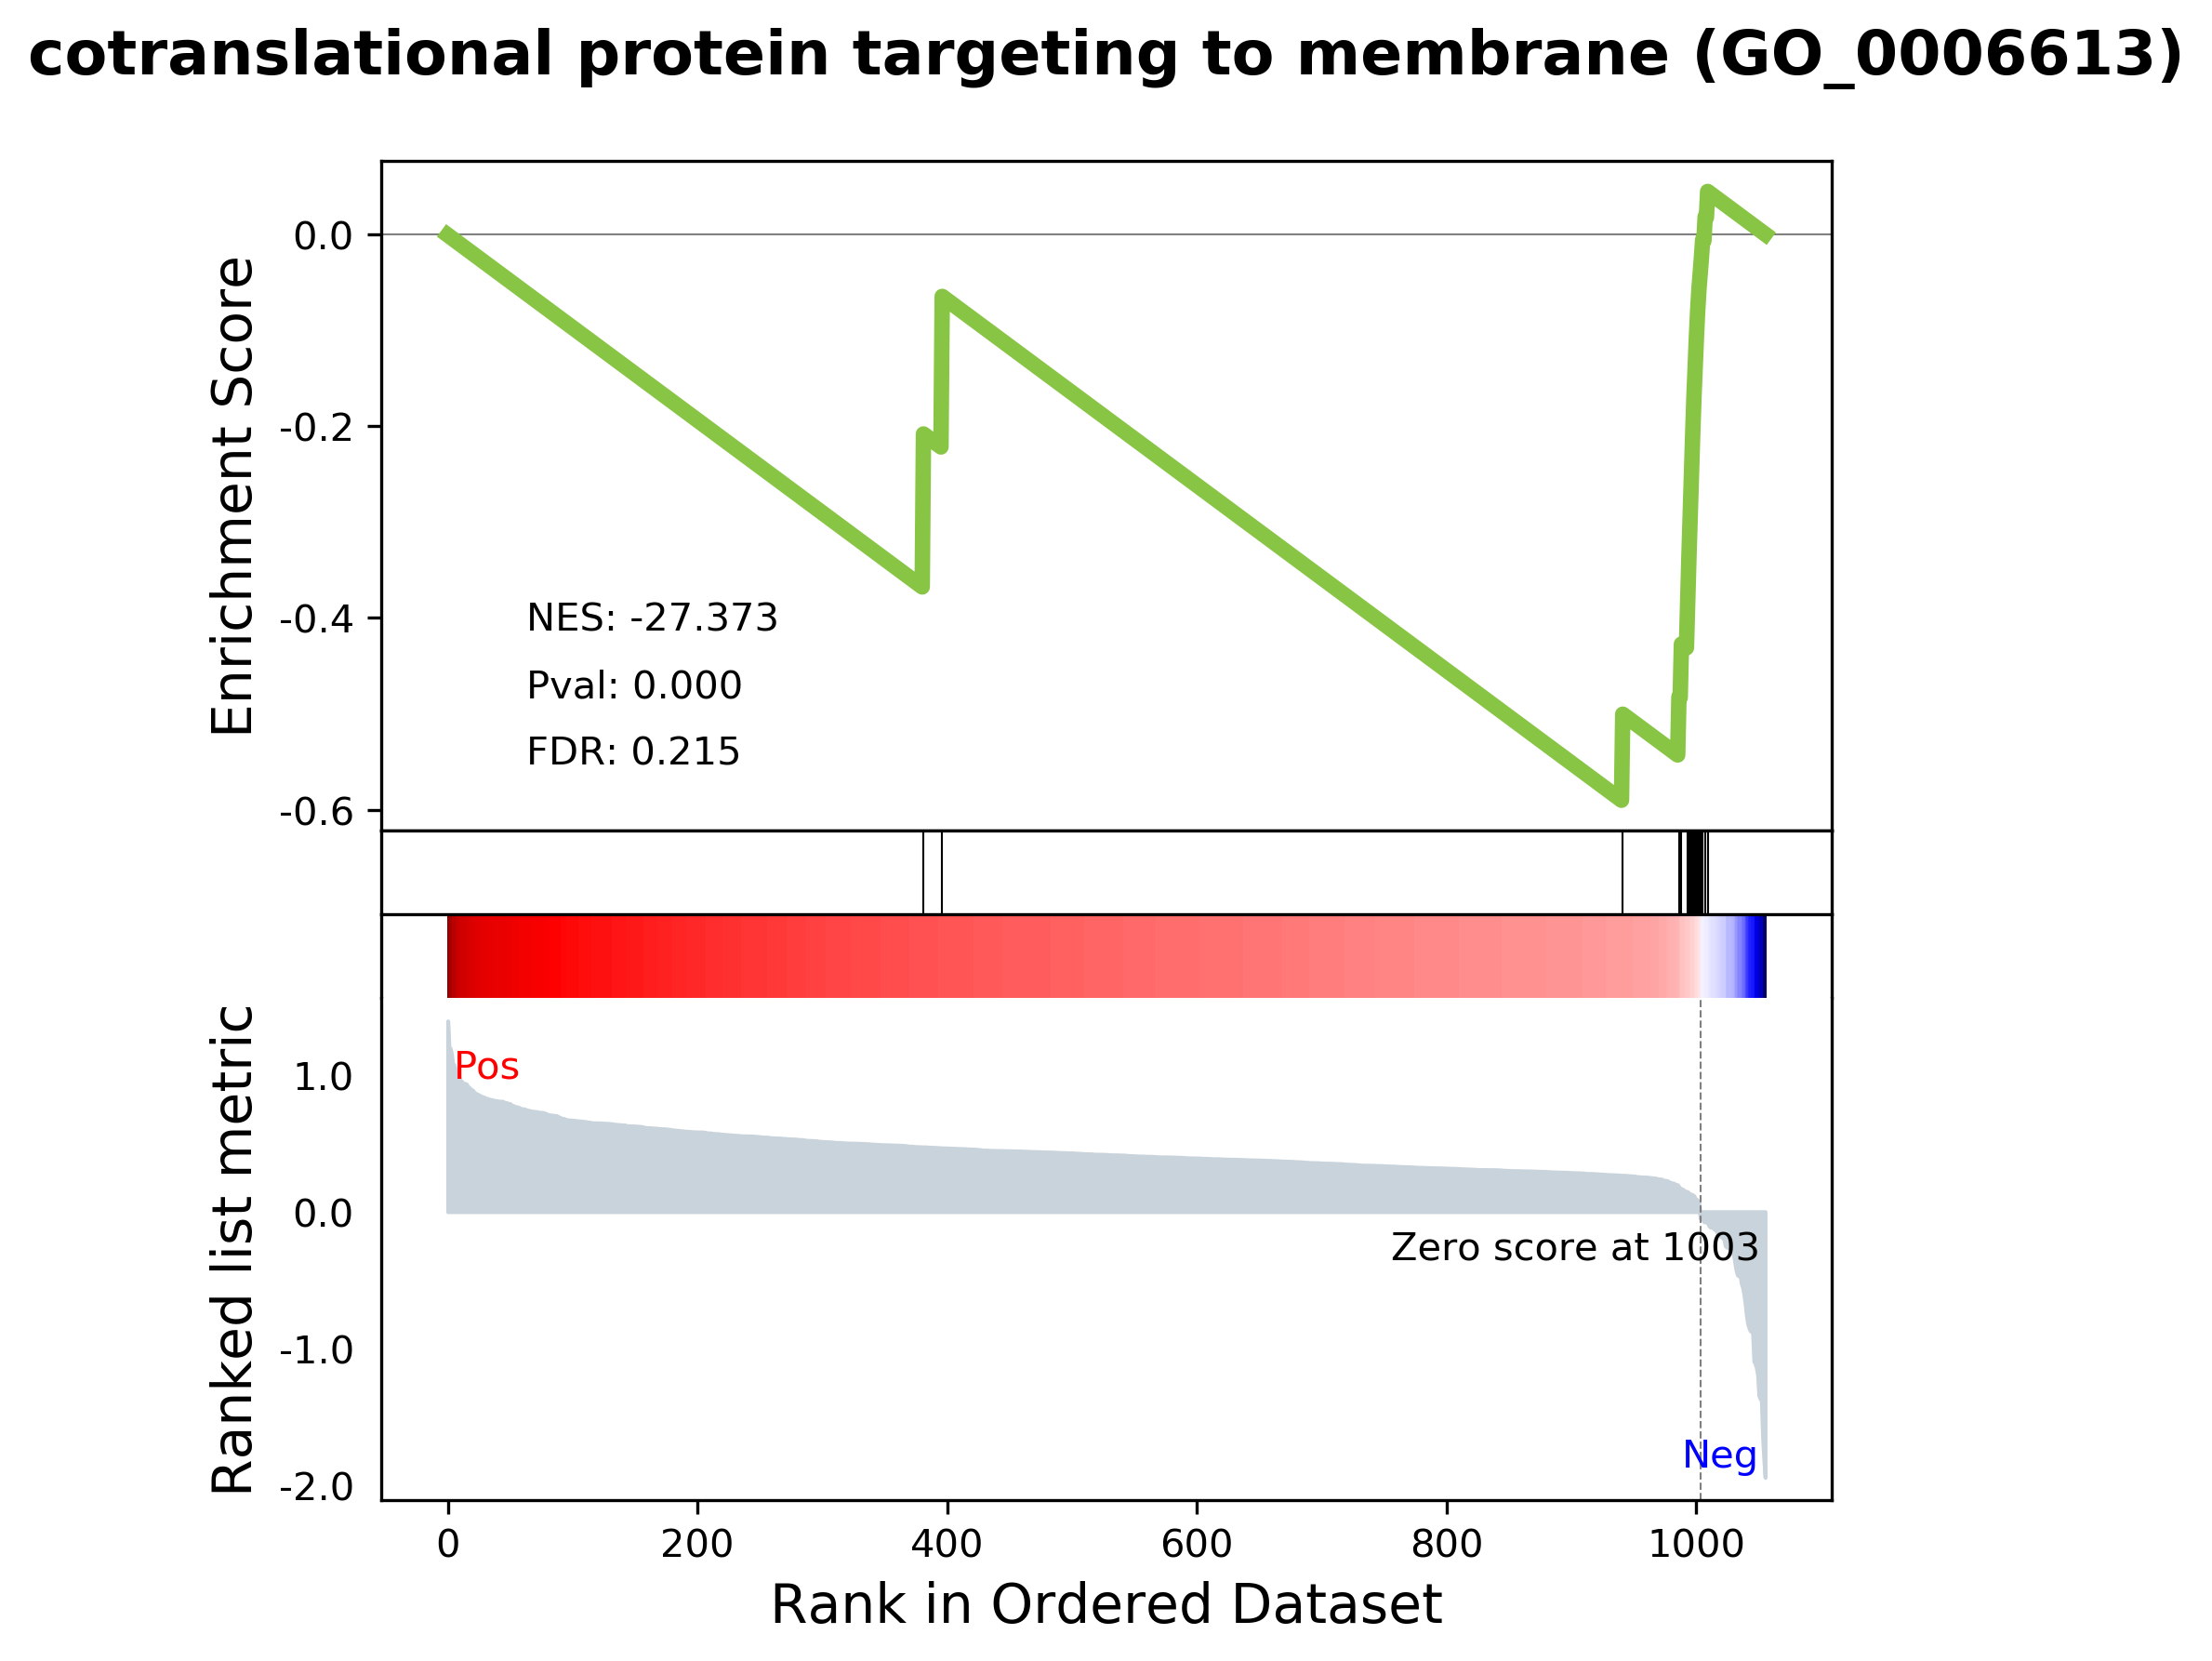 cotranslational protein targeting to membrane (GO_0006613)
Enrichment Score
0.0
-0.2
-0.4
-0.6
NES: -27.373
Pval: 0.000
FDR: 0.215
Ranked list metric
1.0
0.0
-1.0
-2.0
Pos
Zero score at 1003
Neg
0 200 400 600 800 1000
Rank in Ordered Dataset